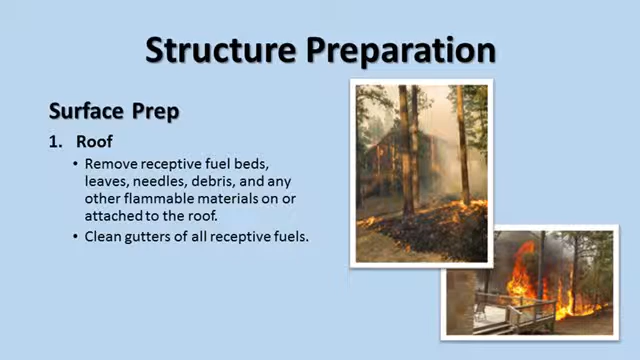 Structure Preparation
Surface Prep
1. Roof
• Remove receptive fuel beds,
leaves, needles, debris, and any
other flammable materials on or
attached to the roof.
• Clean gutters of all receptive fuels.